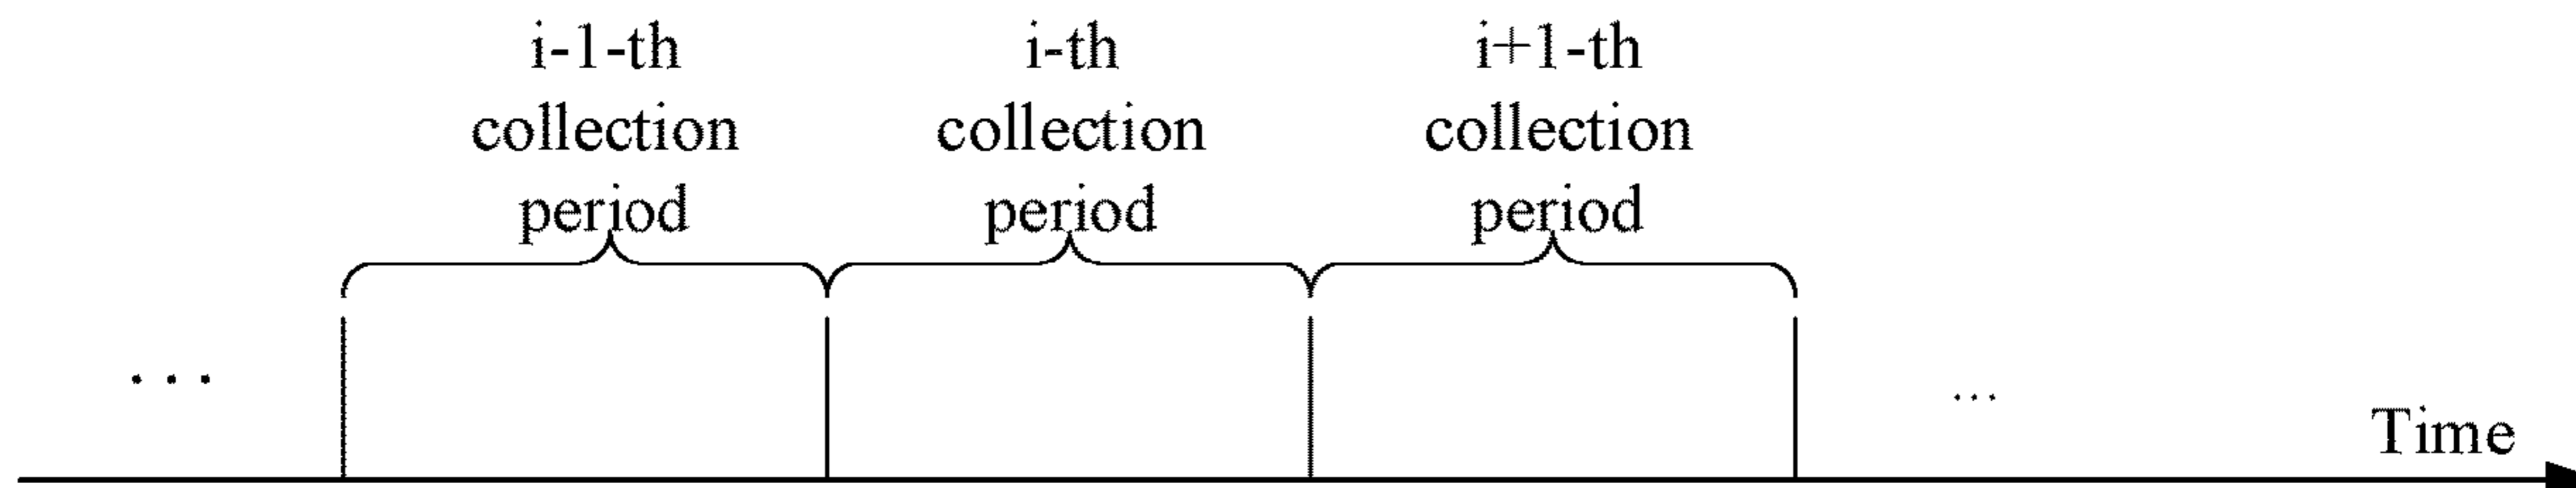 i-1-th
collection
period
i-th
collection
period
i+1-th
collection
period
...
...
Time